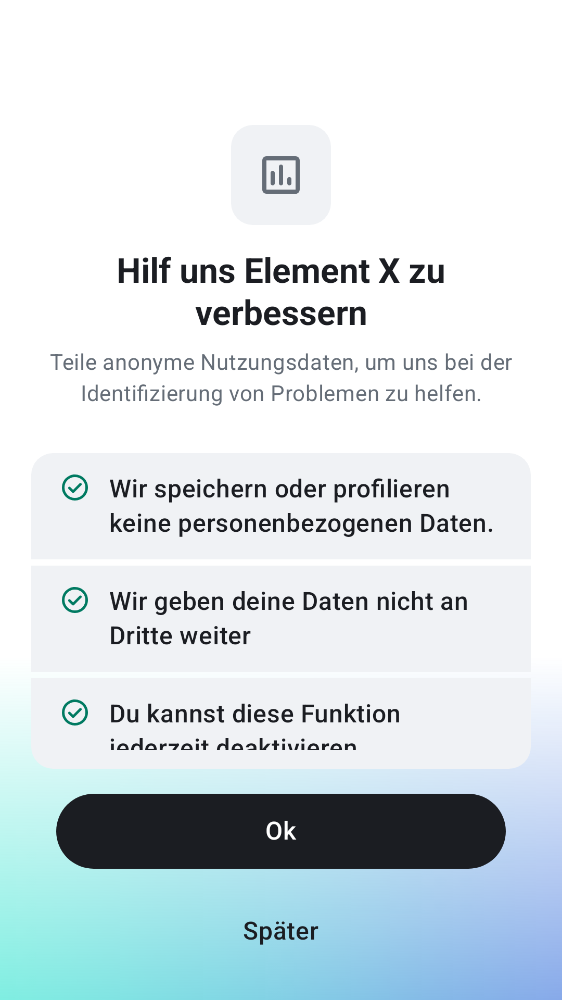 Hilf uns Element X zu
verbessern
Teile anonyme Nutzungsdaten, um uns bei der
Identifizierung von Problemen zu helfen.
Wir speichern oder profilieren
keine personenbezogenen Daten.
Wir geben deine Daten nicht an
Dritte weiter
Du kannst diese Funktion
jederzeit deaktivieren
Ok
Später